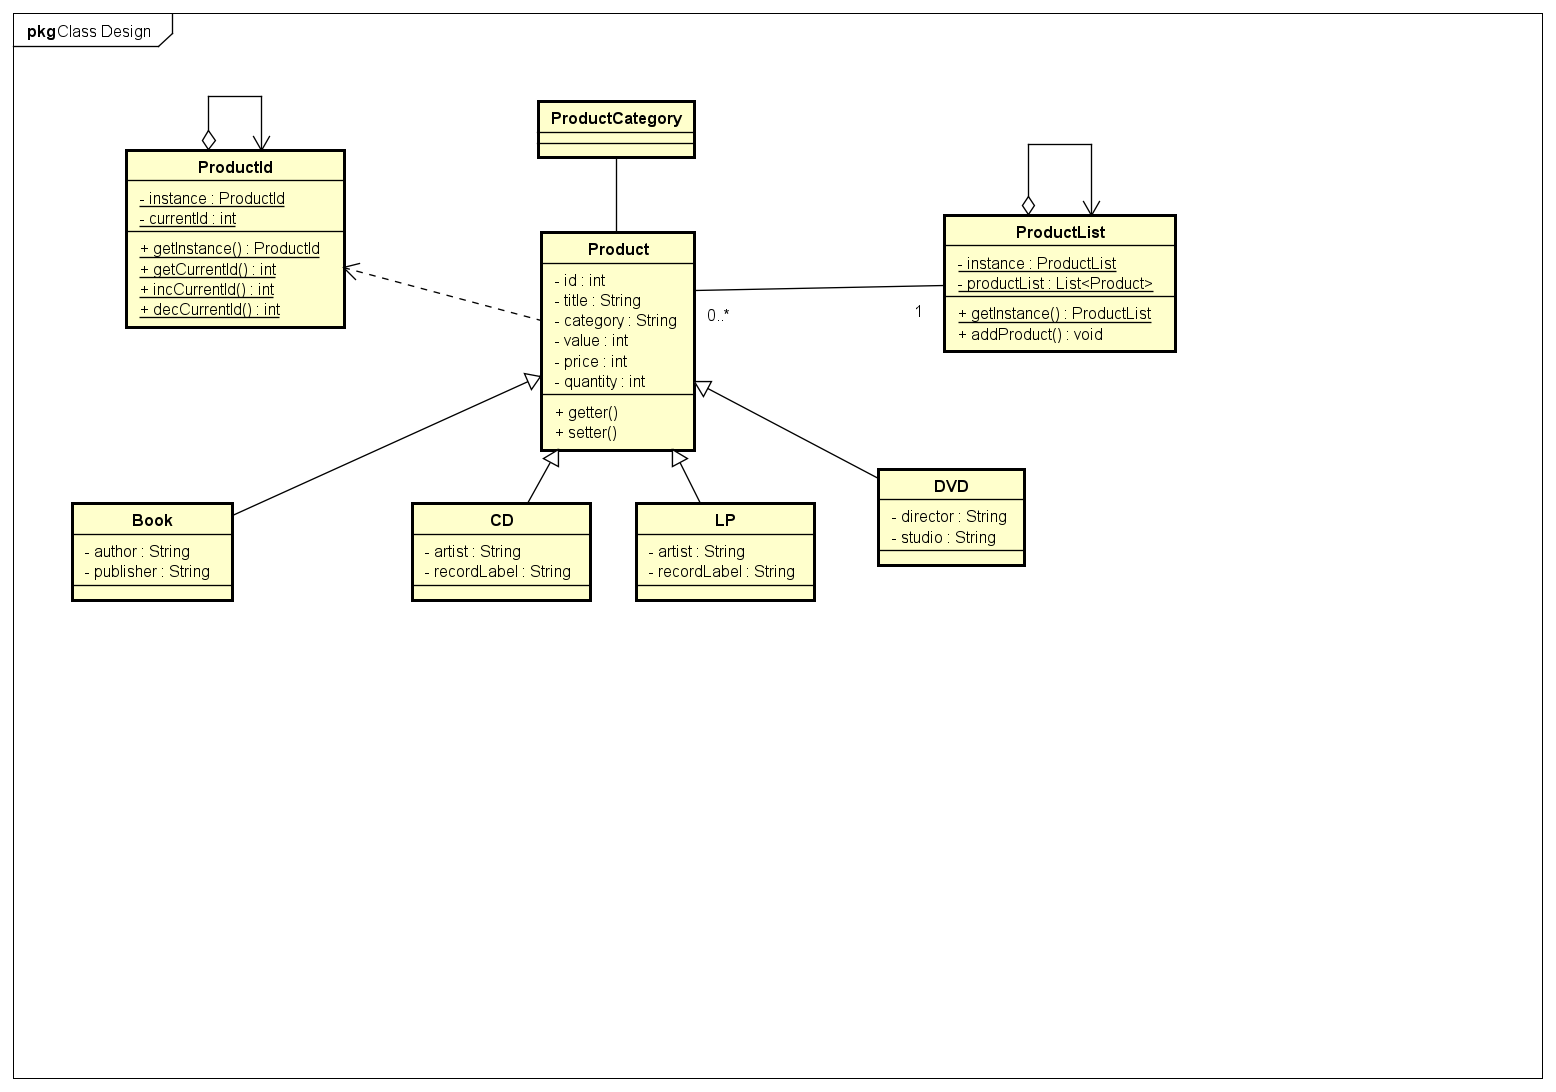 pkg Class Design
ProductId
- instance : ProductId
- currentId : int
+ getInstance() : ProductId
+ getCurrentId() : int
+ incCurrentId() : int
+ decCurrentId() : int
ProductCategory
Product
- id : int
- title : String
- category : String
- value : int
- price : int
- quantity : int
+ getter()
+ setter()
0..*
1
ProductList
- instance : ProductList
- productList : List<Product>
+ getInstance() : ProductList
+ addProduct() : void
Book
- author : String
- publisher : String
CD
- artist : String
- recordLabel : String
LP
- artist : String
- recordLabel : String
DVD
- director : String
- studio : String